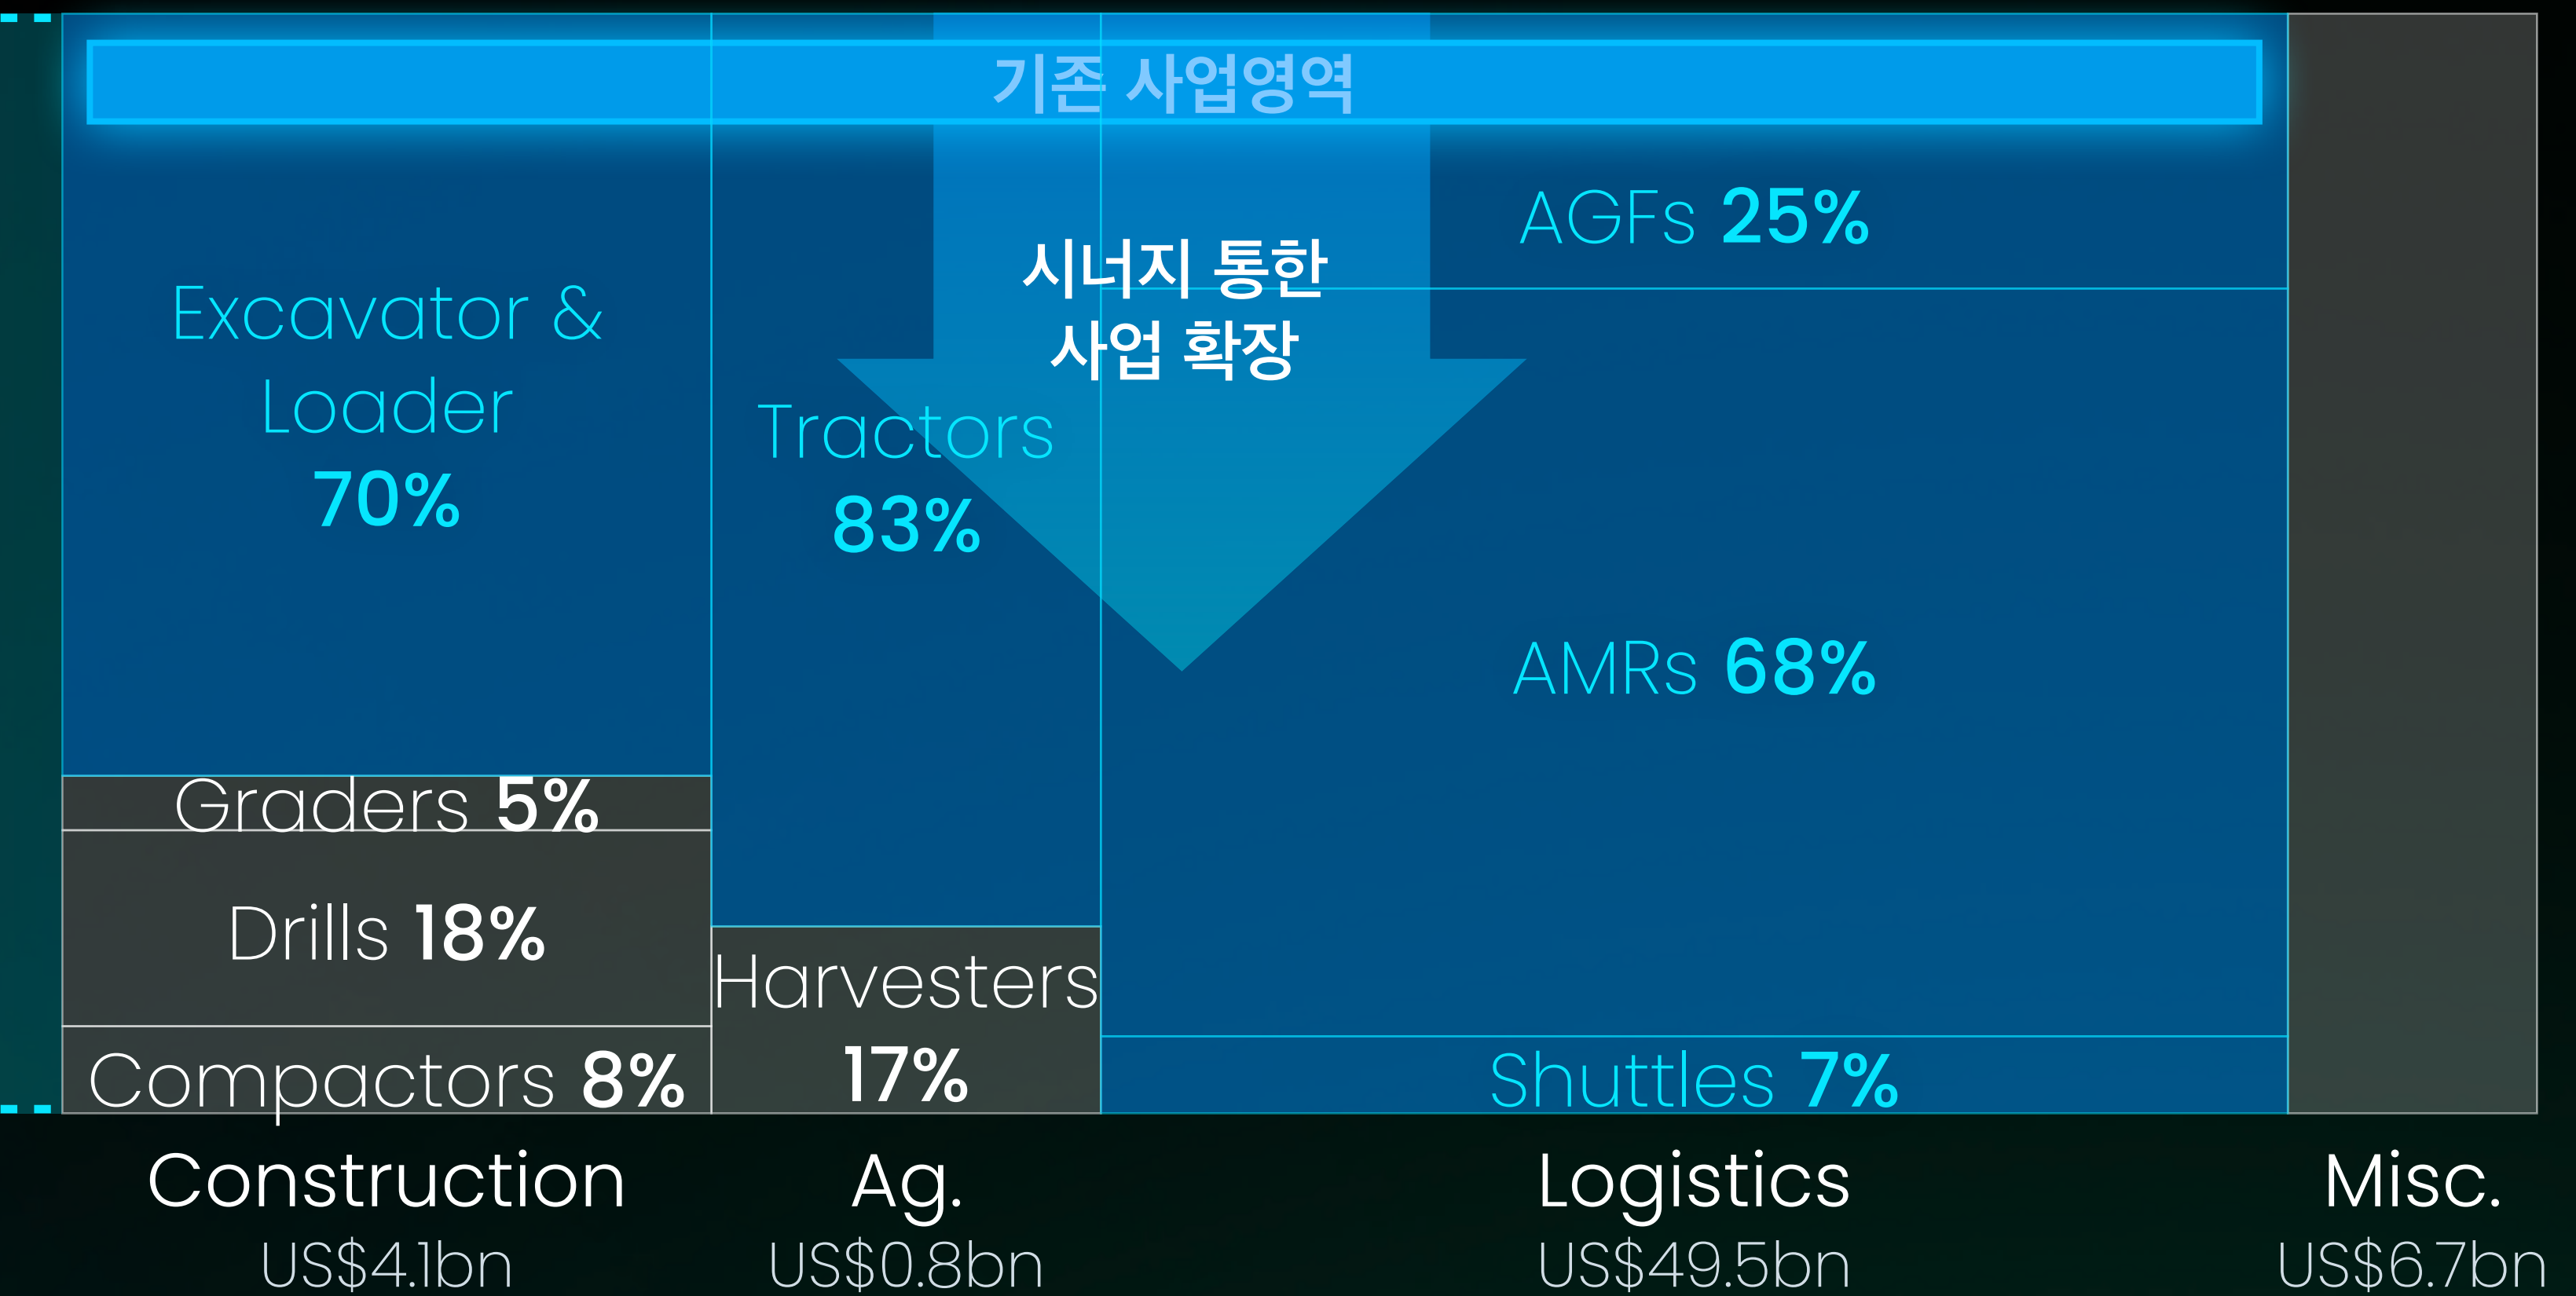 기존 사업영역
시너지 통한
사업 확장
Excavator &
Loader
70%
Graders 5%
Drills 18%
Compactors 8%
Construction
US$4.1bn
Tractors
83%
Harvesters
17%
Ag.
US$0.8bn
AGFs 25%
AMRs 68%
Shuttles 7%
Logistics
US$49.5bn
Misc.
US$6.7bn